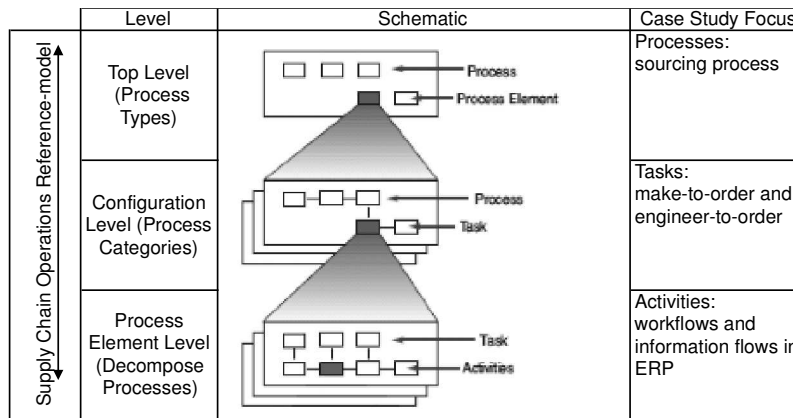 Level
Schematic
Case Study Focus
Supply Chain Operations Reference-model
Top Level
(Process
Types)
Process
Process Element
Processes:
sourcing process
Configuration
Level (Process
Categories)
Process
Task
Tasks:
make-to-order and
engineer-to-order
Process
Element Level
(Decompose
Processes)
Task
Activities
Activities:
workflows and
information flows in
ERP